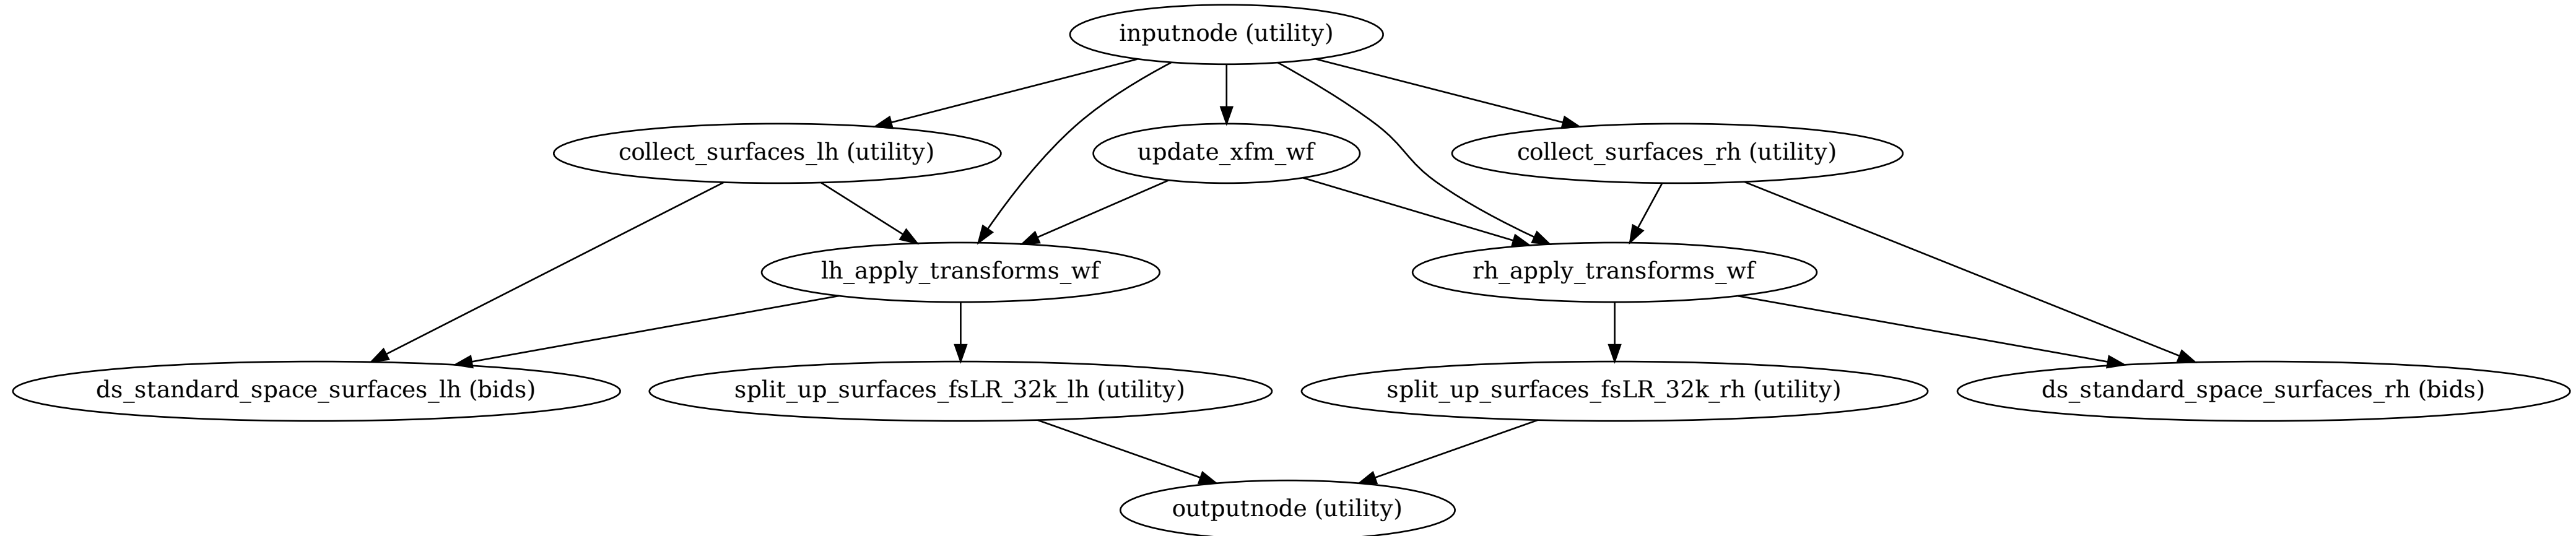 inputnode (utility)
collect_surfaces_lh (utility)
update_xfm_wf
collect_surfaces_rh (utility)
lh_apply_transforms_wf
rh_apply_transforms_wf
ds_standard_space_surfaces_lh (bids)
split_up_surfaces_fsLR_32k_lh (utility)
split_up_surfaces_fsLR_32k_rh (utility)
ds_standard_space_surfaces_rh (bids)
outputnode (utility)